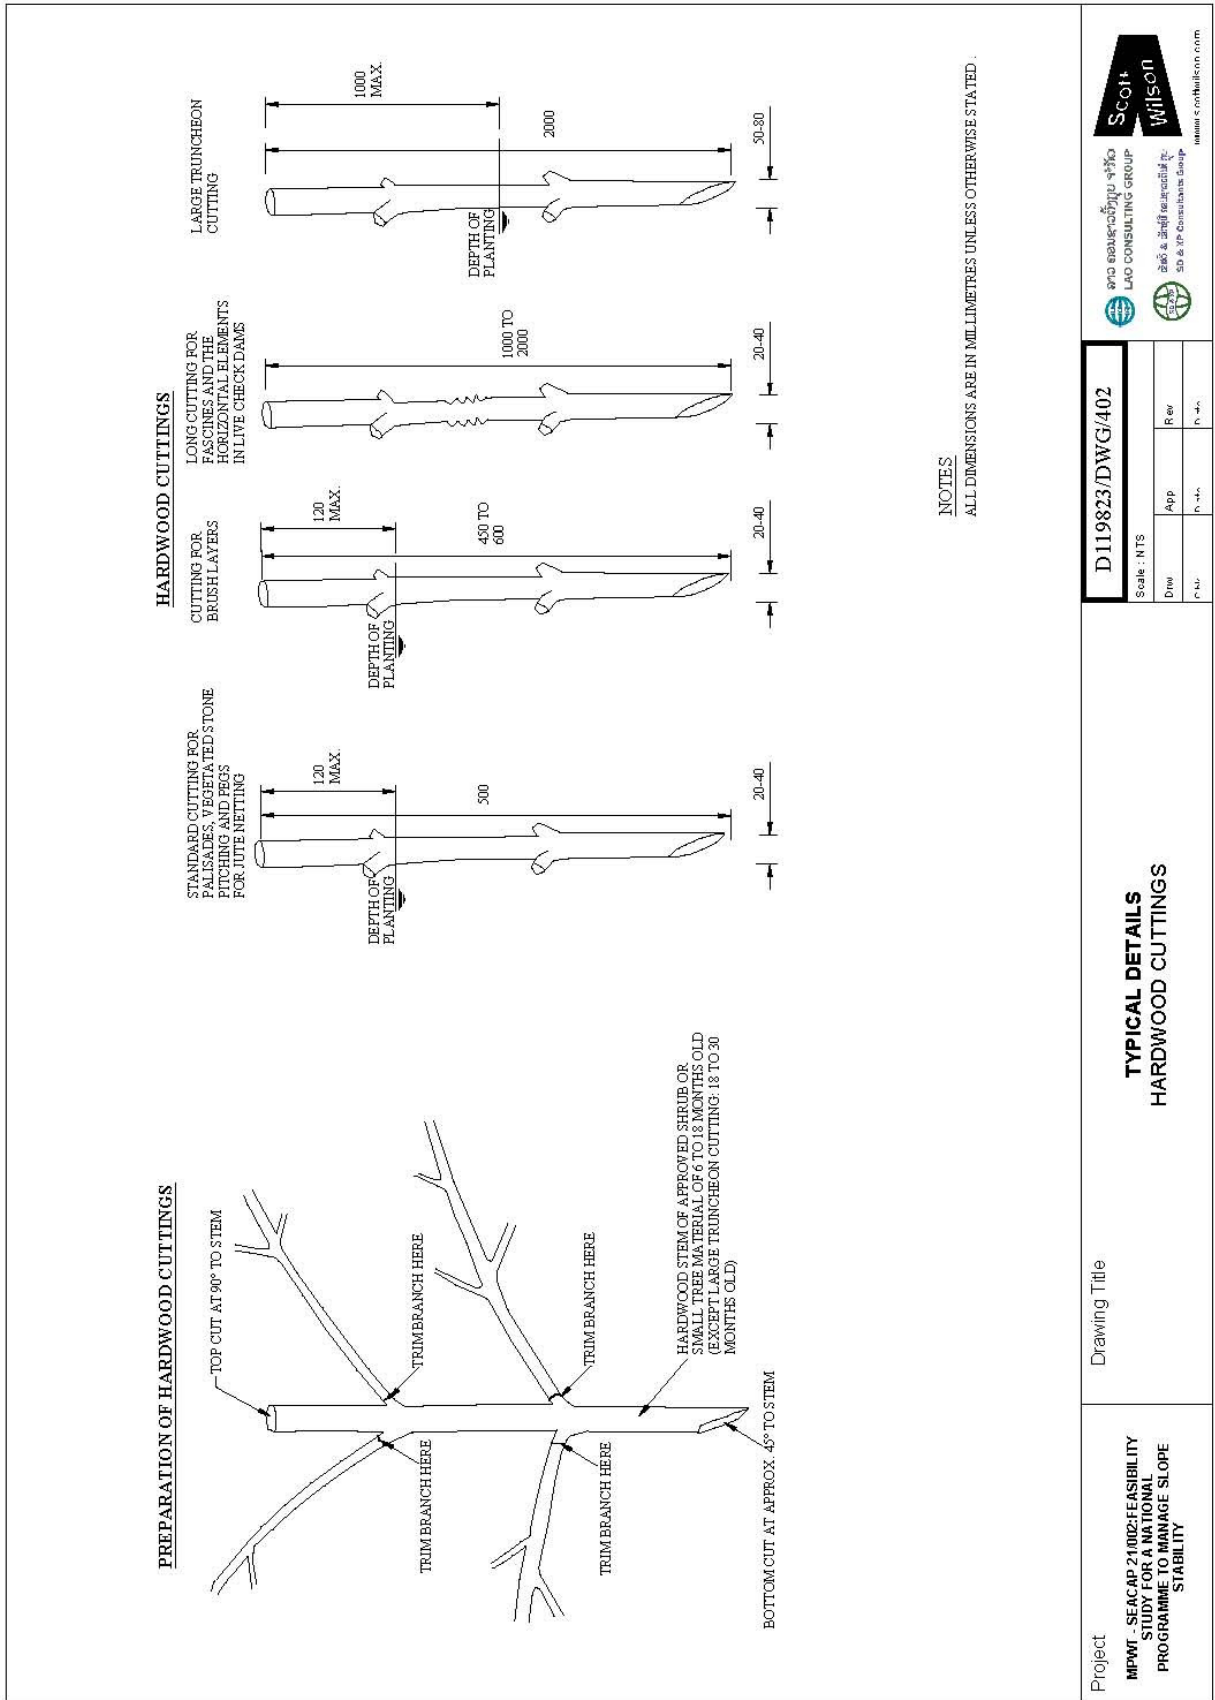 PREPARATION OF HARDWOOD CUTTINGS
TOP CUT AT 90° TO STEM
TRIM BRANCH HERE
TRIM BRANCH HERE
TRIM BRANCH HERE
TRIM BRANCH HERE
HARDWOOD STEM OF APPROVED SHRUB OR
SMALL TREE MATERIAL OF 6 TO 18 MONTHS OLD
(EXCEPT LARGE TRUNCHEON CUTTING: 18 TO 30
MONTHS OLD)
BOTTOM CUT AT APPROX. 45° TO STEM
HARDWOOD CUTTINGS
STANDARD CUTTING FOR
PALISADES, VEGETATED STONE
PITCHING AND PEGS
FOR JUTE NETTING
120
MAX.
DEPTH OF
PLANTING
500
20-40
CUTTING FOR
BRUSH LAYERS
120
MAX.
DEPTH OF
PLANTING
450 TO
600
20-40
LONG CUTTING FOR
FASCINES AND THE
HORIZONTAL ELEMENTS
IN LIVE CHECK DAMS
1000 TO
2000
20-40
LARGE TRUNCHEON
CUTTING
1000
MAX.
DEPTH OF
PLANTING
2000
50-80
NOTES
ALL DIMENSIONS ARE IN MILLIMETRES UNLESS OTHERWISE STATED .
Project
MPWT - SEACAP 21/002:FEASIBILITY
STUDY FOR A NATIONAL
PROGRAMME TO MANAGE SLOPE
STABILITY
Drawing Title
TYPICAL DETAILS
HARDWOOD CUTTINGS
D119823/DWG/402
Scale : NTS
Drw
App
Rev
LAO CONSULTING GROUP
SD & XP
SD & XP Consultants Group
Scott
Wilson